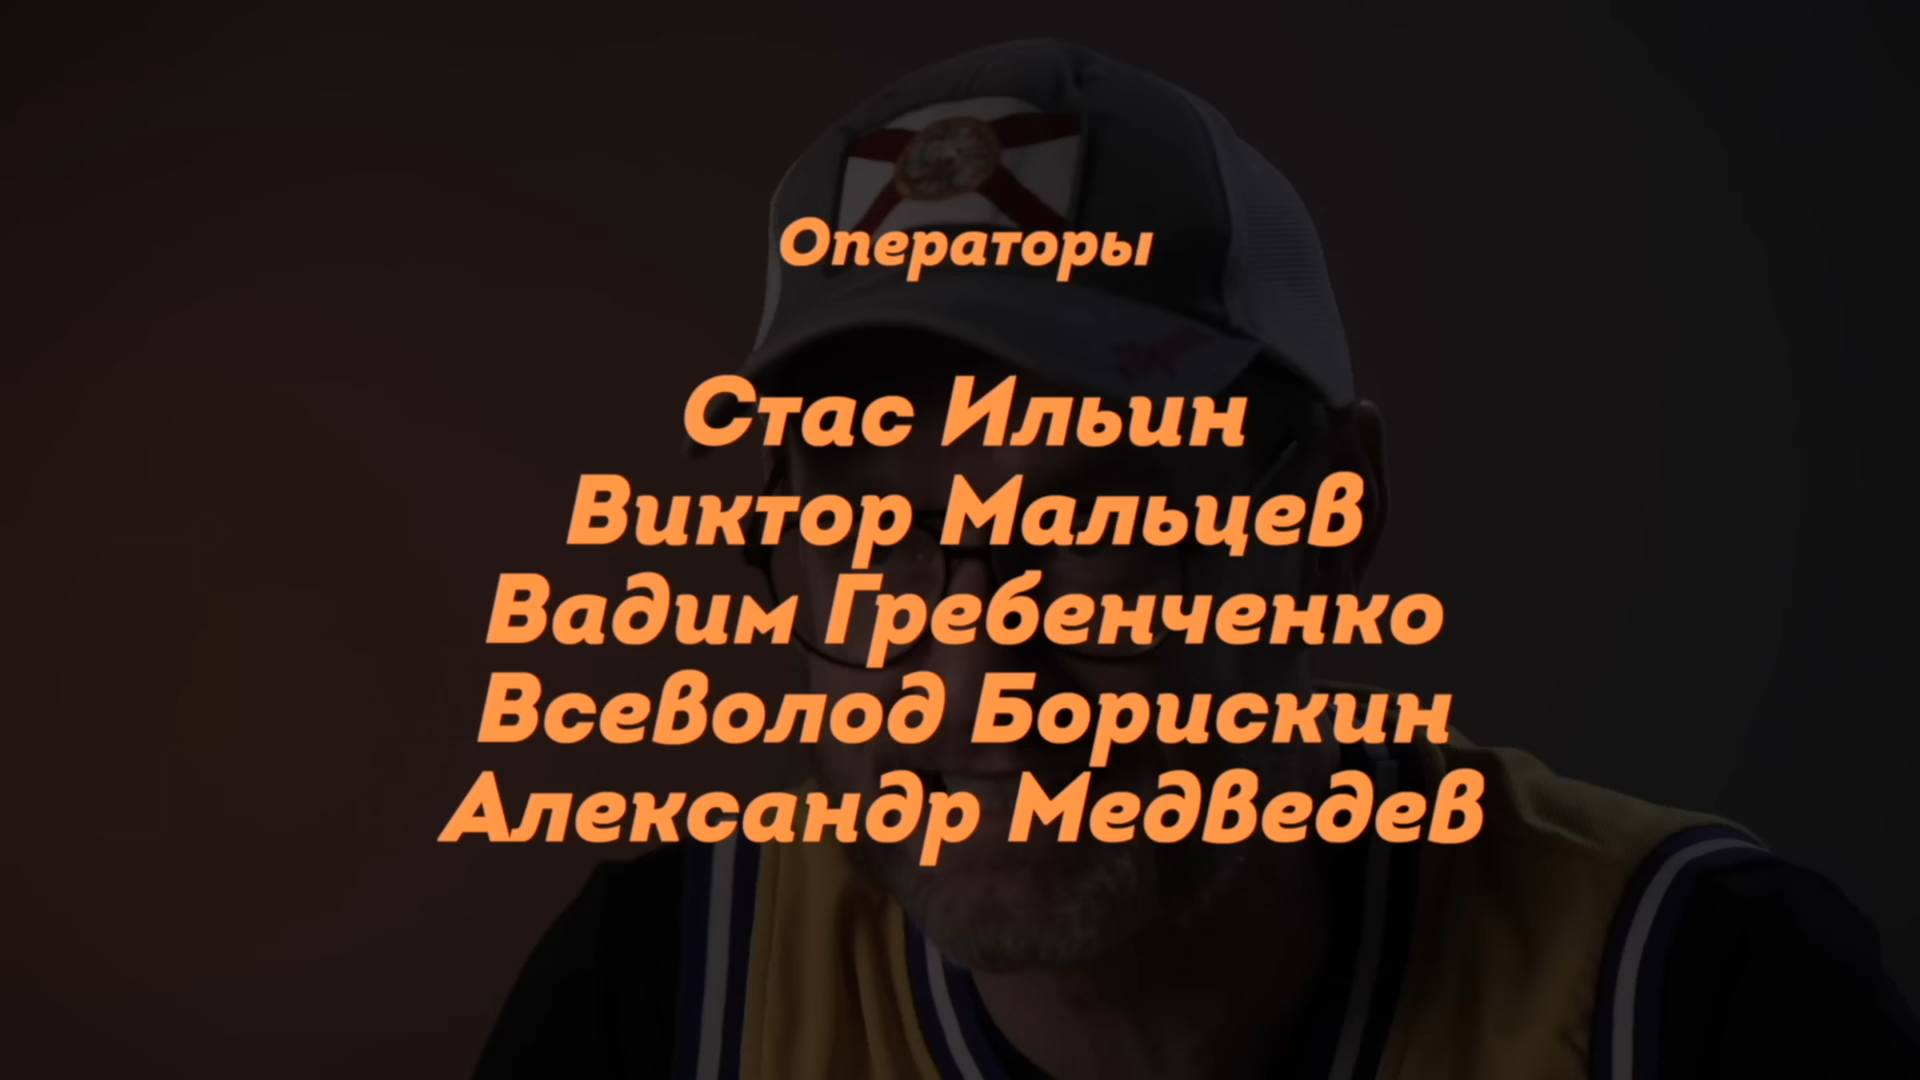 Операторы
Стас Ильин
Виктор Мальцев
Вадим Гребенченко
Всеволод Борискин
Александр Медведев